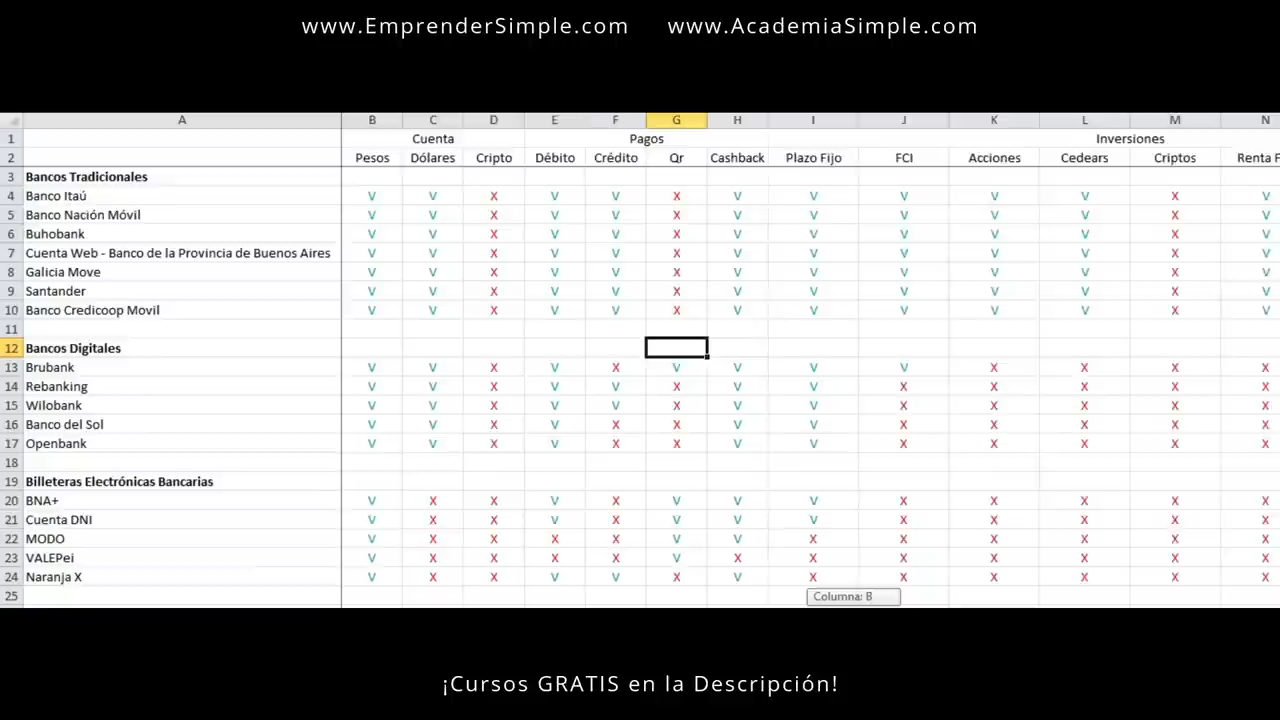 www.EmprenderSimple.com www.AcademiaSimple.com
A B C D E F G H I J K L M N
1 Cuenta Pagos Inversiones
2 Pesos Dólares Cripto Débito Crédito Qr Cashback Plazo Fijo FCI Acciones Cedears Criptos Renta F
3 Bancos Tradicionales
4 Banco Itaú V V X V V X V V V V V X V
5 Banco Nación Móvil V V X V V X V V V V V X V
6 Buhobank V V X V V X V V V V V X V
7 Cuenta Web - Banco de la Provincia de Buenos Aires V V X V V X V V V V V X V
8 Galicia Move V V X V V X V V V V V X V
9 Santander V V X V V X V V V V V X V
10 Banco Credicoop Movil V V X V V X V V V V V X V
11
12 Bancos Digitales
13 Brubank V V X V X V V V V X X X X
14 Rebanking V V X V V X V V X X X X X
15 Wilobank V V X V V X V V X X X X X
16 Banco del Sol V V X V X X V V X X X X X
17 Openbank V V X V X X V V X X X X X
18
19 Billeteras Electrónicas Bancarias
20 BNA+ V X X V X V V V X X X X X
21 Cuenta DNI V X X V X V V V X X X X X
22 MODO V X X X X V V X X X X X X
23 VALEPei V X X X X V X X X X X X X
24 Naranja X V X X V V X V X X X X X X
25 Columna: B
¡Cursos GRATIS en la Descripción!